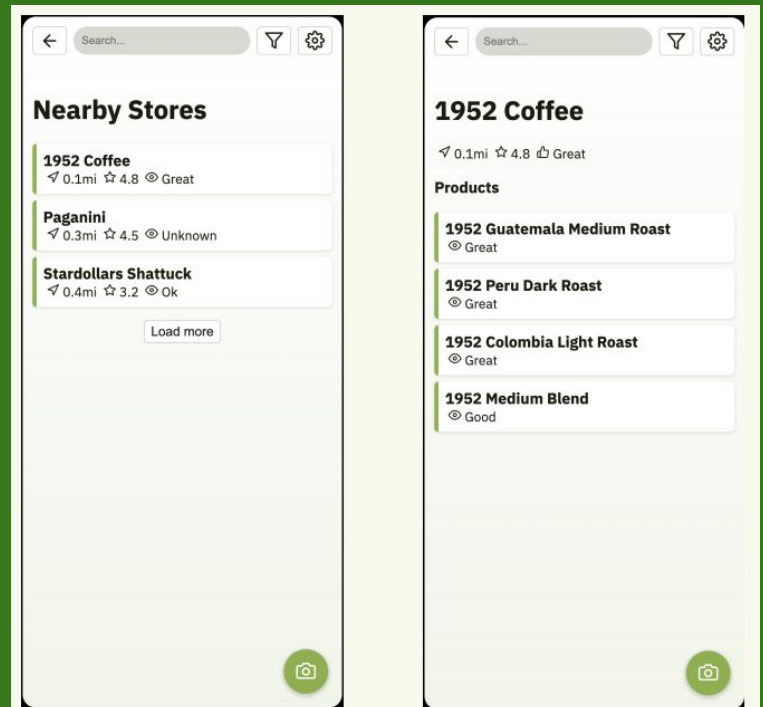 Search...
Nearby Stores
1952 Coffee
0.1mi 4.8 Great
Paganini
0.3mi 4.5 Unknown
Stardollars Shattuck
0.4mi 3.2 Ok
Load more
Search...
1952 Coffee
0.1mi 4.8 Great
Products
1952 Guatemala Medium Roast
Great
1952 Peru Dark Roast
Great
1952 Colombia Light Roast
Great
1952 Medium Blend
Good